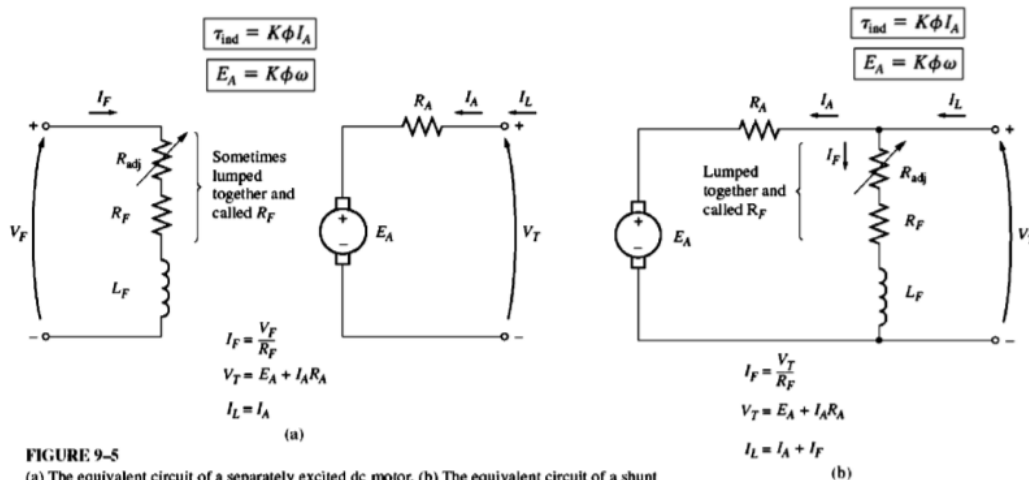 τind = KφIA
EA = Kφω
IF
RA
IA
IL
+
+
Radj
RF
Sometimes
lumped
together and
called RF
VF
LF
+
−
EA
VT
−
−
IF = VF/RF
VT = EA + IARA
IL = IA
(a)
τind = KφIA
EA = Kφω
RA
IA
IL
+
IF
Radj
Lumped
together and
called RF
RF
+
−
EA
LF
−
IF = VT/RF
VT = EA + IARA
IL = IA + IF
(b)
FIGURE 9–5
(a) The equivalent circuit of a separately excited dc motor. (b) The equivalent circuit of a shunt